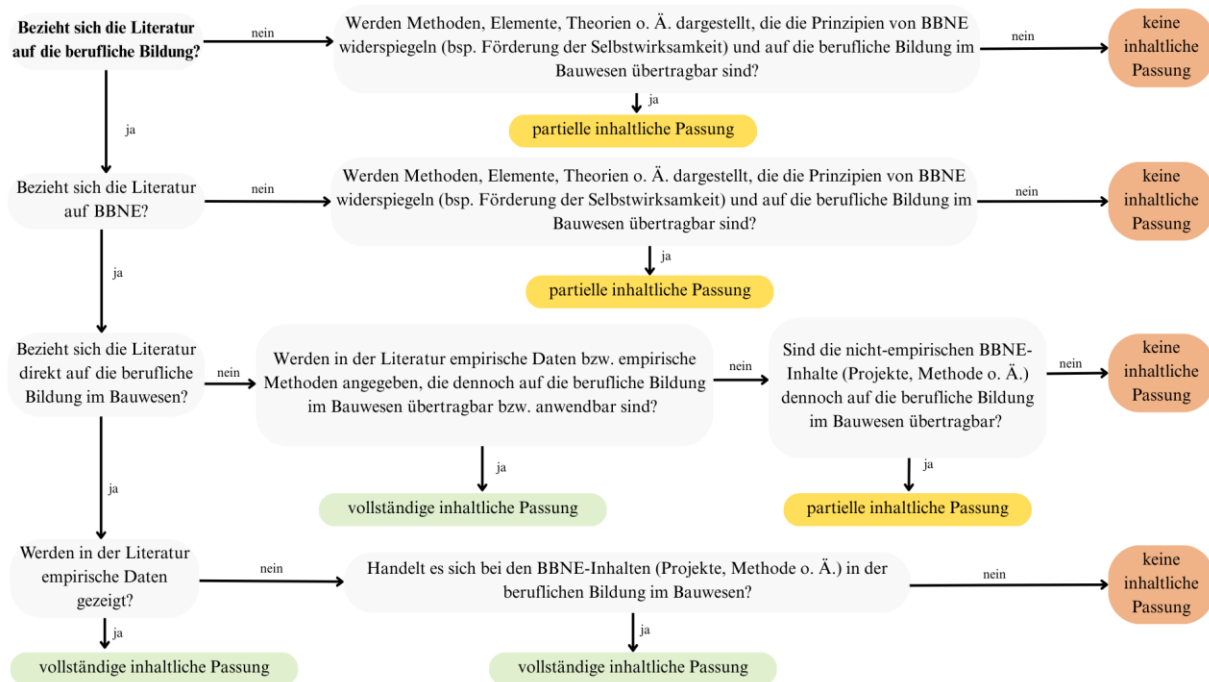 Bezieht sich die Literatur
auf die berufliche Bildung?
nein
Werden Methoden, Elemente, Theorien o. Ä. dargestellt, die die Prinzipien von BBNE
widerspiegeln (bsp. Förderung der Selbstwirksamkeit) und auf die berufliche Bildung im
Bauwesen übertragbar sind?
nein
keine
inhaltliche
Passung
ja
ja
partielle inhaltliche Passung
Bezieht sich die Literatur
auf BBNE?
nein
Werden Methoden, Elemente, Theorien o. Ä. dargestellt, die die Prinzipien von BBNE
widerspiegeln (bsp. Förderung der Selbstwirksamkeit) und auf die berufliche Bildung im
Bauwesen übertragbar sind?
nein
keine
inhaltliche
Passung
ja
ja
partielle inhaltliche Passung
Bezieht sich die Literatur
direkt auf die berufliche
Bildung im Bauwesen?
nein
Werden in der Literatur empirische Daten bzw. empirische
Methoden angegeben, die dennoch auf die berufliche Bildung
im Bauwesen übertragbar bzw. anwendbar sind?
nein
Sind die nicht-empirischen BBNE-
Inhalte (Projekte, Methode o. Ä.)
dennoch auf die berufliche Bildung
im Bauwesen übertragbar?
nein
keine
inhaltliche
Passung
ja
ja
ja
vollständige inhaltliche Passung
partielle inhaltliche Passung
Werden in der Literatur
empirische Daten
gezeigt?
nein
Handelt es sich bei den BBNE-Inhalten (Projekte, Methode o. Ä.) in der
beruflichen Bildung im Bauwesen?
nein
keine
inhaltliche
Passung
ja
ja
vollständige inhaltliche Passung
vollständige inhaltliche Passung